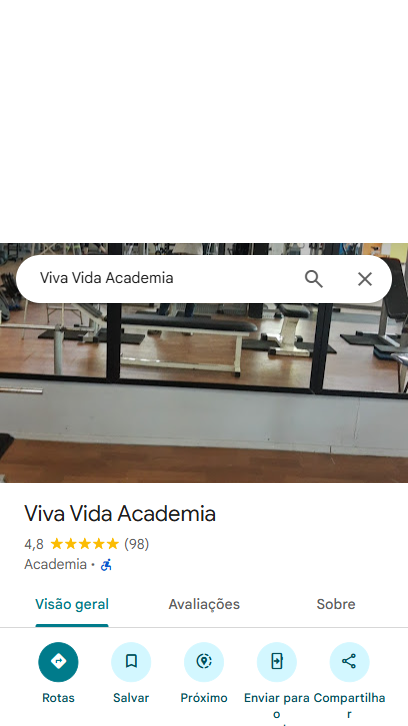 Viva Vida Academia
Viva Vida Academia
4,8 ★★★★★ (98)
Academia ·
Visão geral Avaliações Sobre
Rotas Salvar Próximo Enviar para o Compartilhar